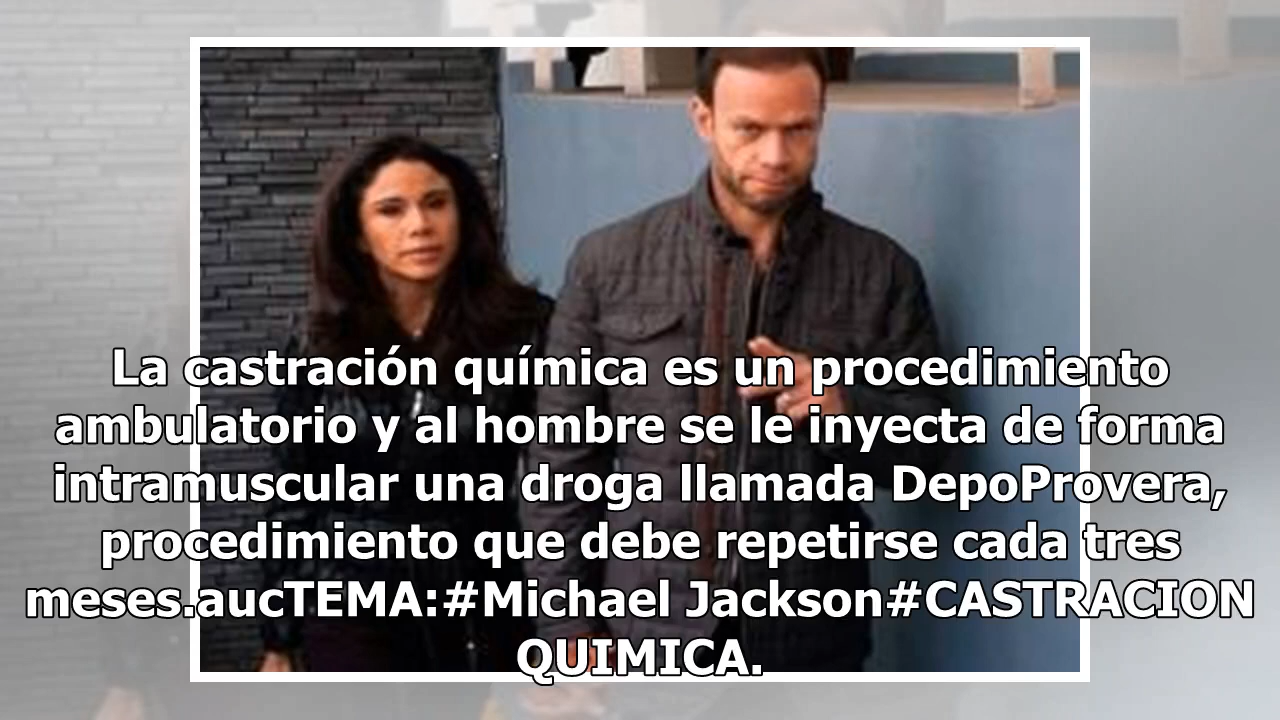 La castración química es un procedimiento
ambulatorio y al hombre se le inyecta de forma
intramuscular una droga llamada DepoProvera,
procedimiento que debe repetirse cada tres
meses.aucTEMA:#Michael Jackson#CASTRACION
QUIMICA.